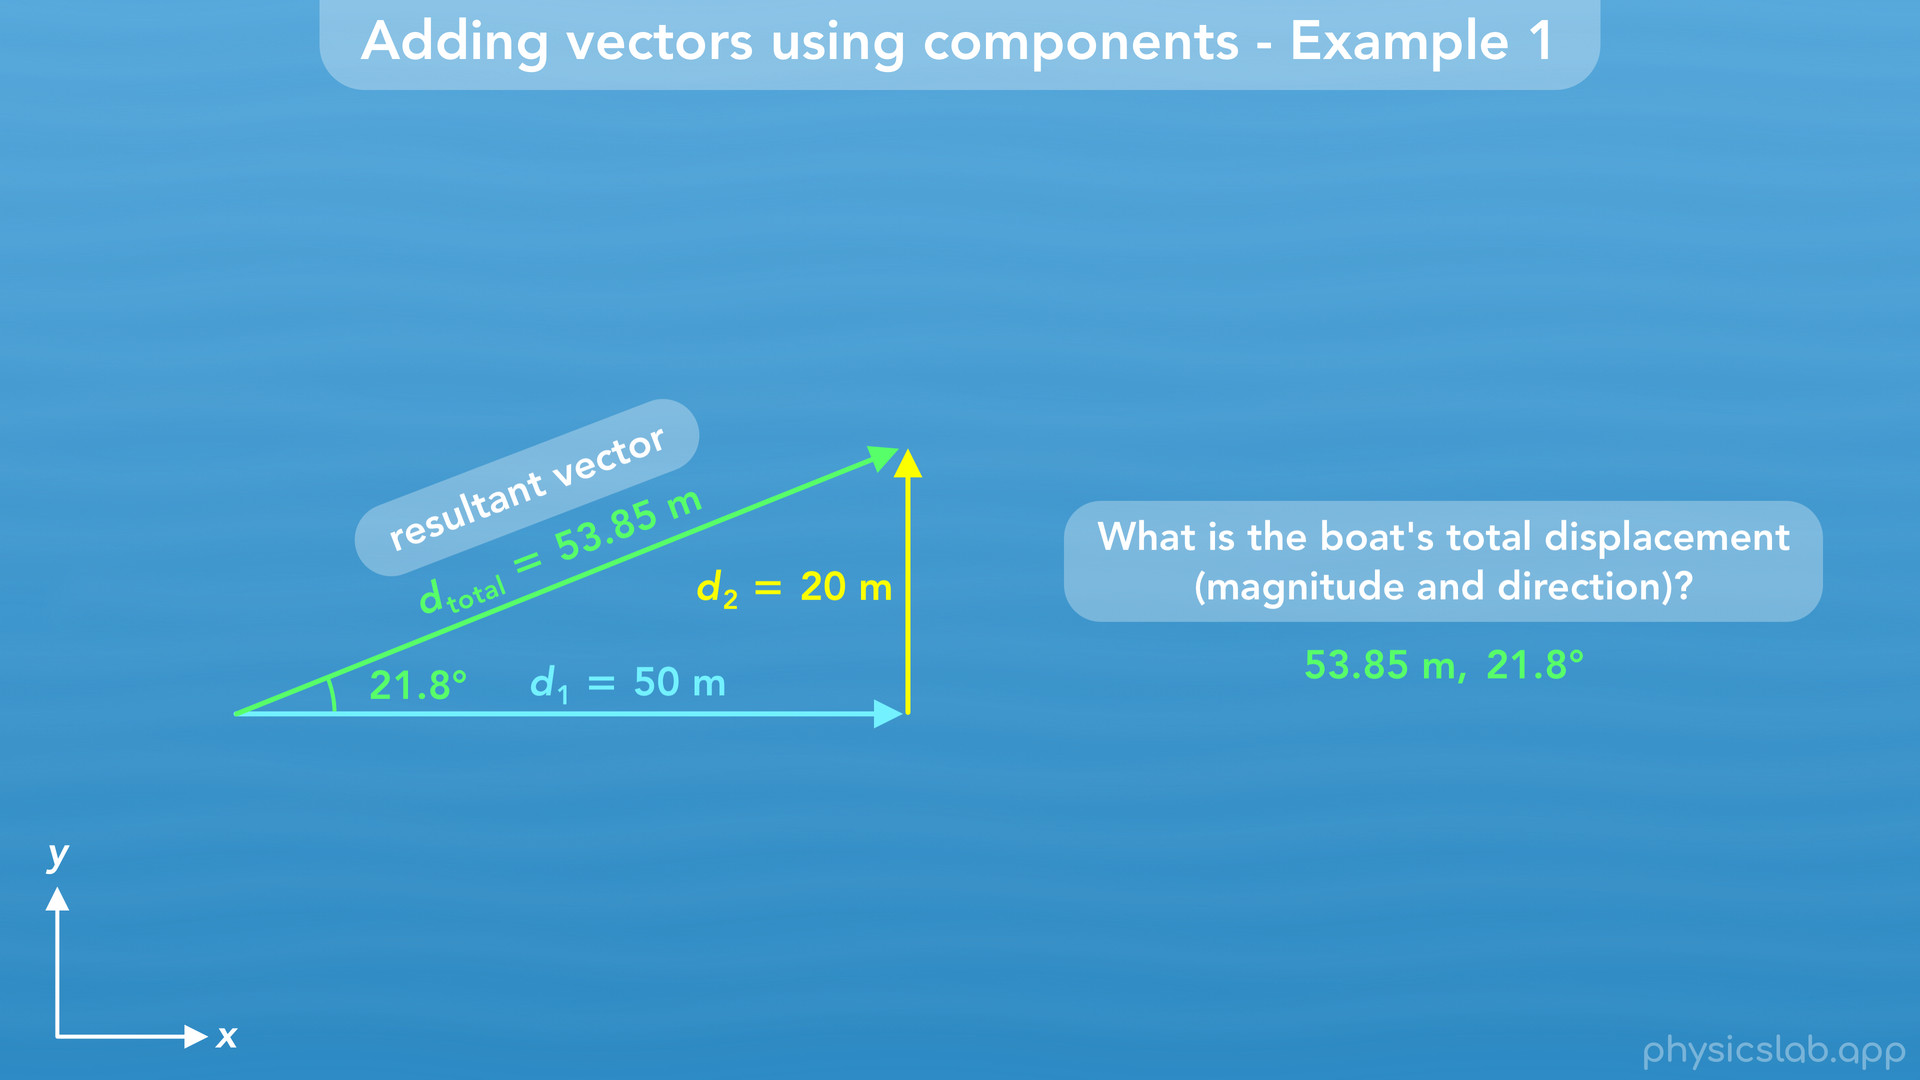 Adding vectors using components - Example 1
resultant vector
d_total = 53.85 m
d₂ = 20 m
21.8°
d₁ = 50 m
What is the boat's total displacement
(magnitude and direction)?
53.85 m, 21.8°
y
x
physicslab.app